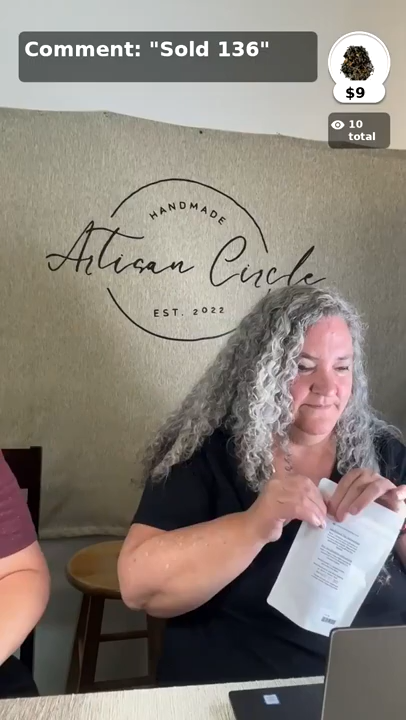 Comment: "Sold 136"
$9
10
total
HANDMADE
Artisan Circle
EST. 2022